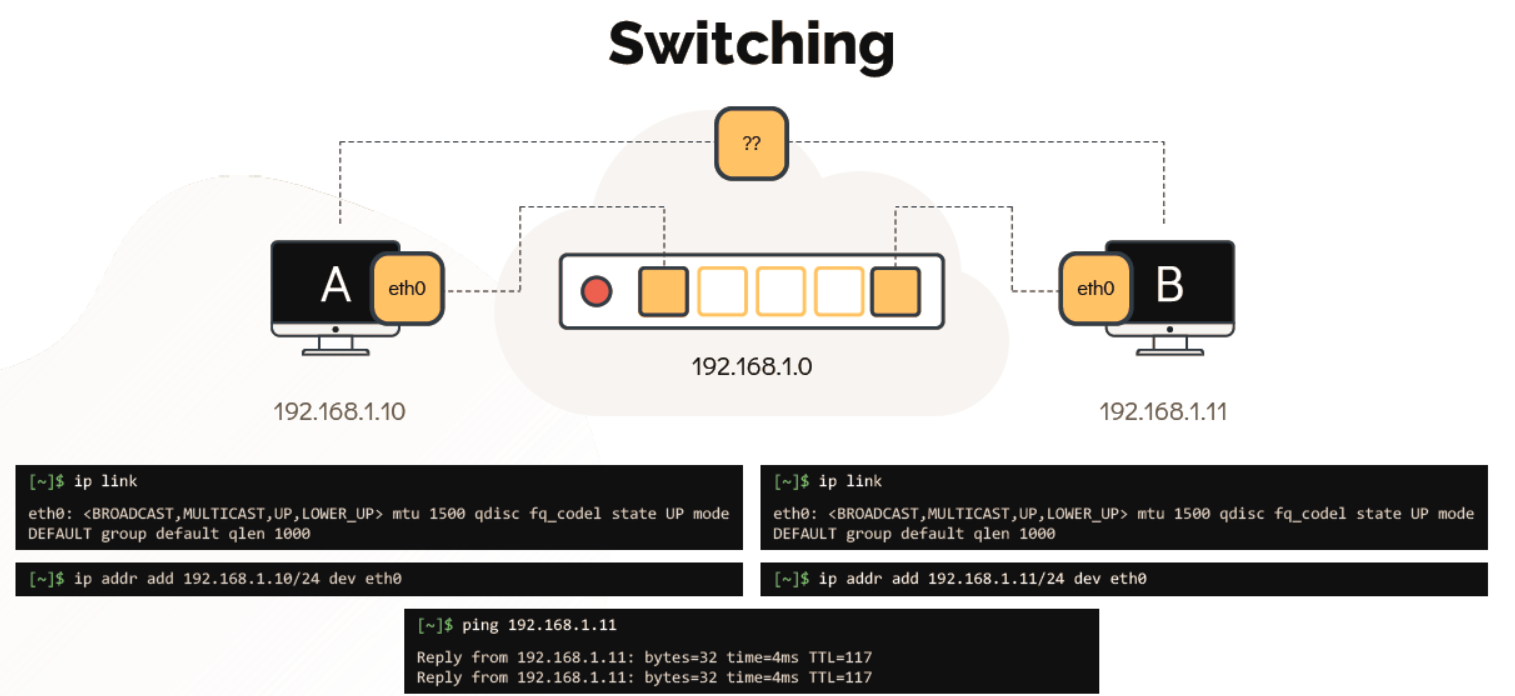 Switching
??
A
eth0
eth0
B
192.168.1.0
192.168.1.10
192.168.1.11
[~]$ ip link
eth0: <BROADCAST,MULTICAST,UP,LOWER_UP> mtu 1500 qdisc fq_codel state UP mode
DEFAULT group default qlen 1000
[~]$ ip addr add 192.168.1.10/24 dev eth0
[~]$ ip link
eth0: <BROADCAST,MULTICAST,UP,LOWER_UP> mtu 1500 qdisc fq_codel state UP mode
DEFAULT group default qlen 1000
[~]$ ip addr add 192.168.1.11/24 dev eth0
[~]$ ping 192.168.1.11
Reply from 192.168.1.11: bytes=32 time=4ms TTL=117
Reply from 192.168.1.11: bytes=32 time=4ms TTL=117